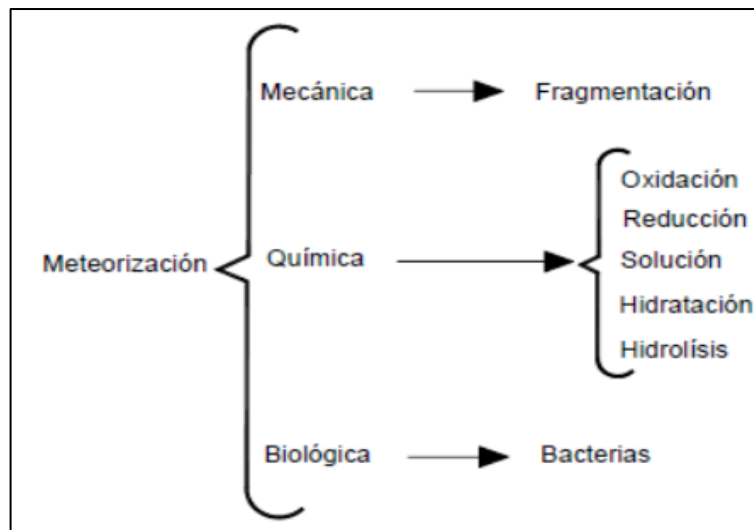 Mecánica
Fragmentación
Meteorización
Química
Oxidación
Reducción
Solución
Hidratación
Hidrolísis
Biológica
Bacterias